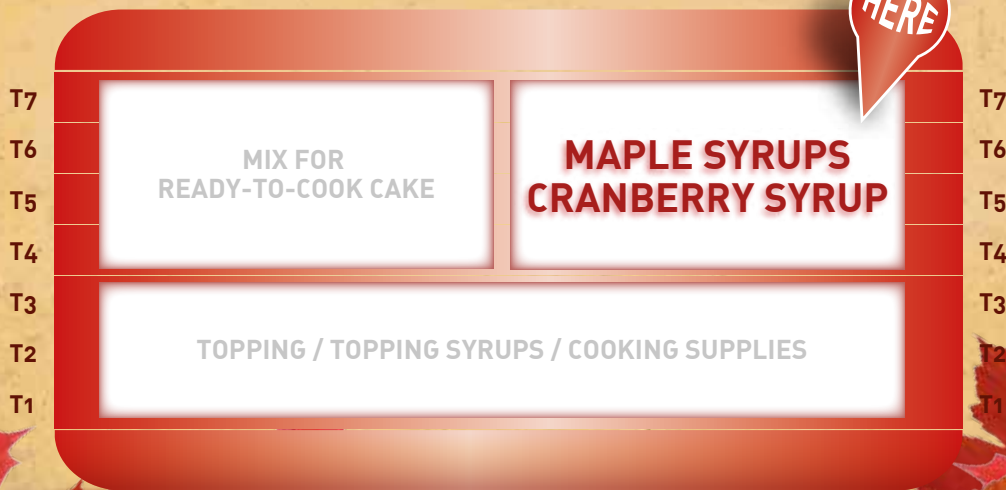 HERE
T7
T7
T6
MIX FOR
MAPLE SYRUPS
T6
T5
READY-TO-COOK CAKE
CRANBERRY SYRUP
T5
T4
T4
T3
T3
T2
TOPPING / TOPPING SYRUPS / COOKING SUPPLIES
T2
T1
T1